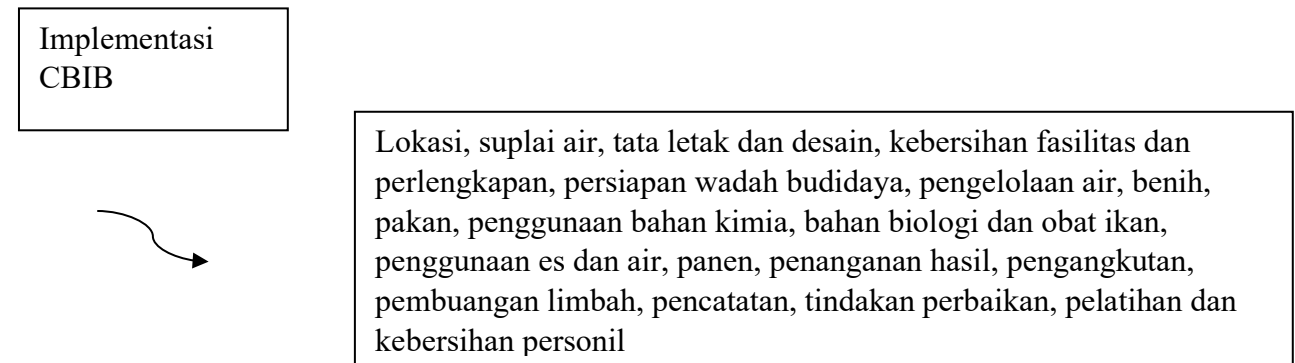 Implementasi
CBIB
Lokasi, suplai air, tata letak dan desain, kebersihan fasilitas dan
perlengkapan, persiapan wadah budidaya, pengelolaan air, benih,
pakan, penggunaan bahan kimia, bahan biologi dan obat ikan,
penggunaan es dan air, panen, penanganan hasil, pengangkutan,
pembuangan limbah, pencatatan, tindakan perbaikan, pelatihan dan
kebersihan personil